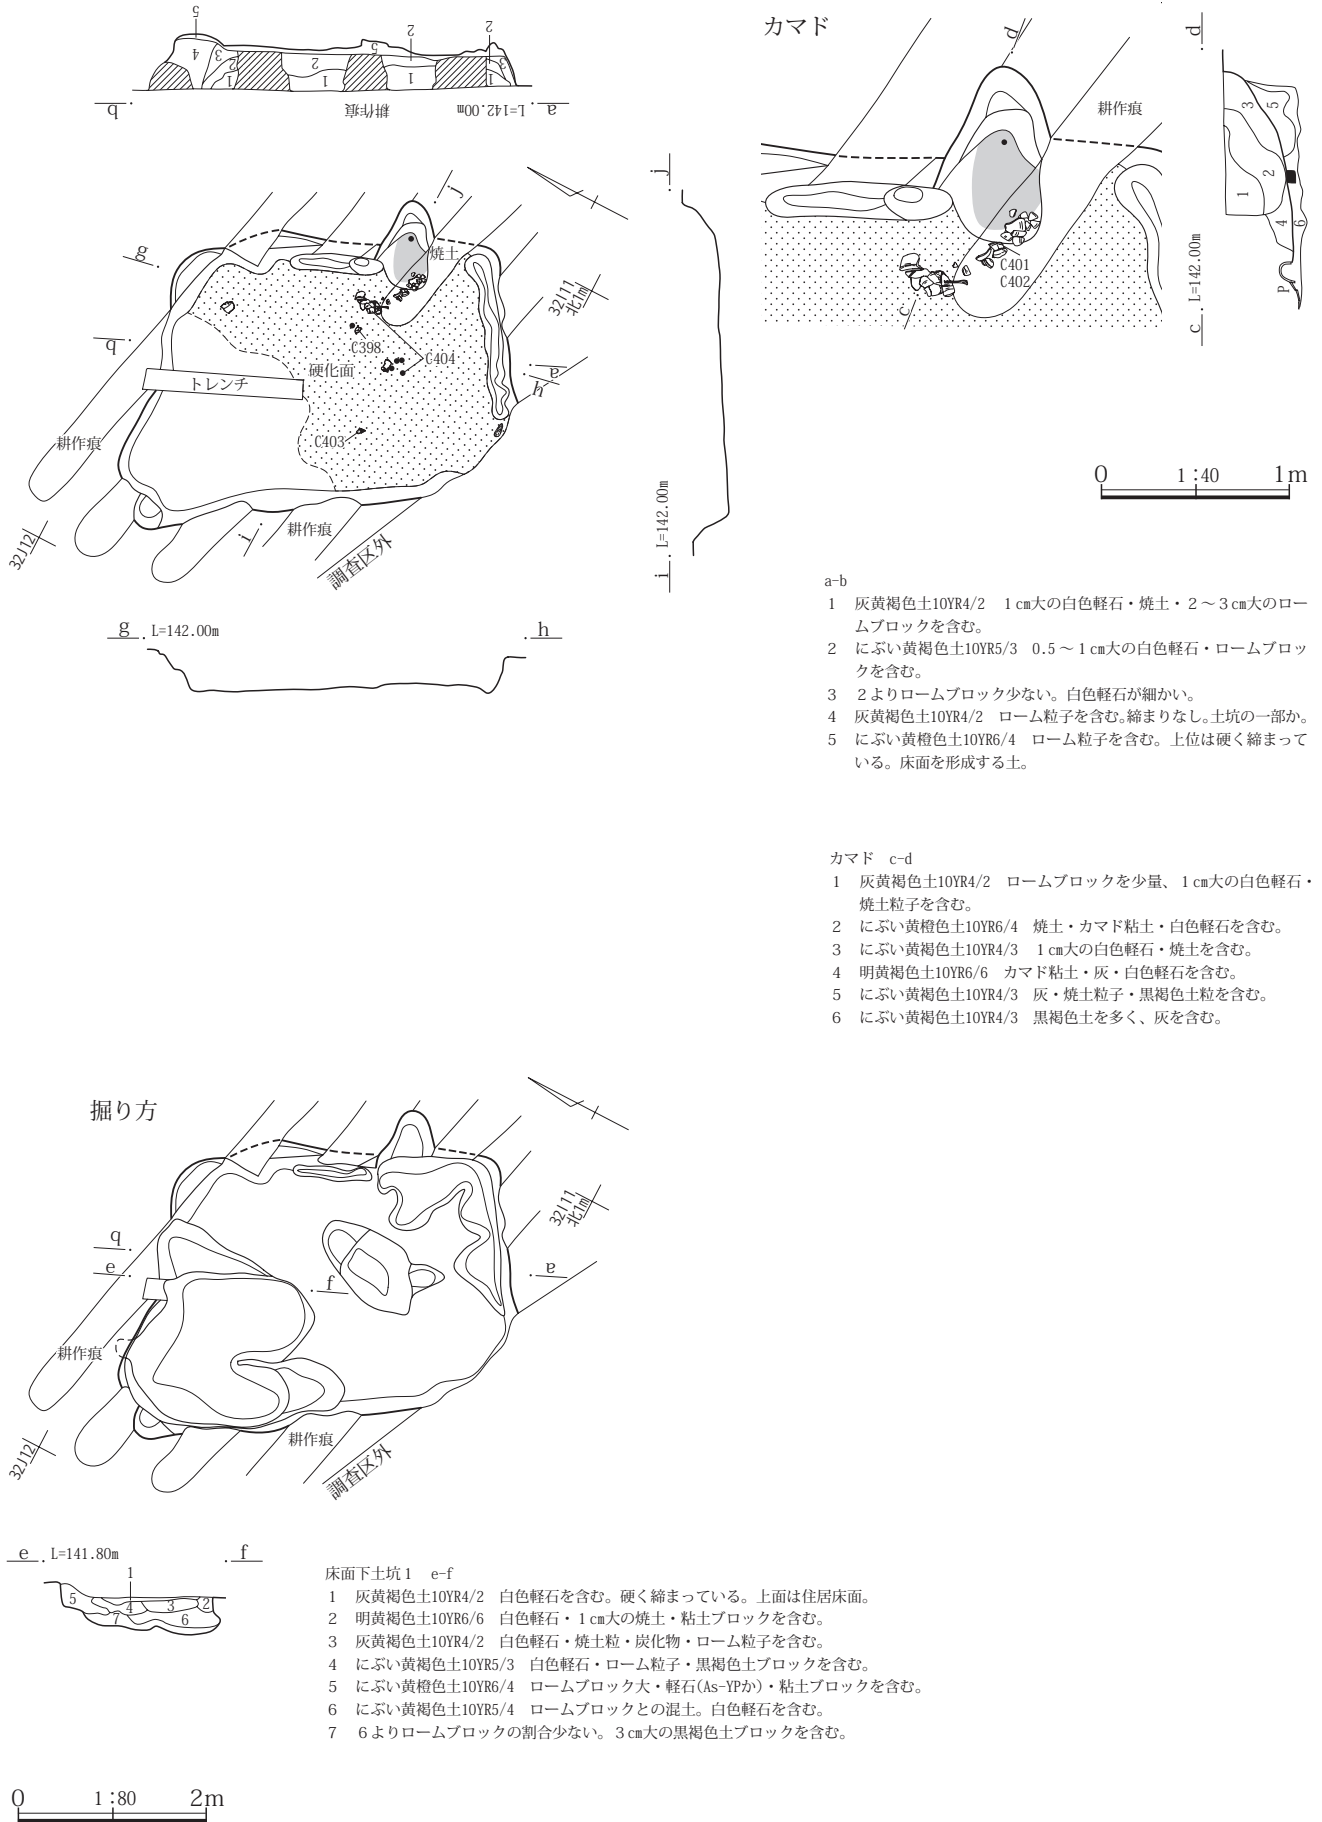 5
4
3
2
1
2
1
5
2
1
2
3
1
b
耕作痕
L=142.00m
a
カマド
d
耕作痕
C401
C402
c
d
3
5
2
1
4
6
P
c
L=142.00m
j
j
g
焼土
32J11
北1m
b
C398
C404
硬化面
a
h
トレンチ
C403
耕作痕
32J12
i
耕作痕
調査区外
i
L=142.00m
g
L=142.00m
h
0
1:40
1m
a-b
1 灰黄褐色土10YR4/2 1㎝大の白色軽石・焼土・2～3㎝大のロー
ムブロックを含む。
2 にぶい黄褐色土10YR5/3 0.5～1㎝大の白色軽石・ロームブロッ
クを含む。
3 2よりロームブロック少ない。白色軽石が細かい。
4 灰黄褐色土10YR4/2 ローム粒子を含む。締まりなし。土坑の一部か。
5 にぶい黄橙色土10YR6/4 ローム粒子を含む。上位は硬く締まって
いる。床面を形成する土。
カマド c-d
1 灰黄褐色土10YR4/2 ロームブロックを少量、1㎝大の白色軽石・
焼土粒子を含む。
2 にぶい黄橙色土10YR6/4 焼土・カマド粘土・白色軽石を含む。
3 にぶい黄褐色土10YR4/3 1㎝大の白色軽石・焼土を含む。
4 明黄褐色土10YR6/6 カマド粘土・灰・白色軽石を含む。
5 にぶい黄褐色土10YR4/3 灰・焼土粒子・黒褐色土粒を含む。
6 にぶい黄褐色土10YR4/3 黒褐色土を多く、灰を含む。
掘り方
32J11
北1m
b
e
f
a
耕作痕
32J12
耕作痕
調査区外
e
L=141.80m
f
1
5
4
3
2
7
6
床面下土坑1 e-f
1 灰黄褐色土10YR4/2 白色軽石を含む。硬く締まっている。上面は住居床面。
2 明黄褐色土10YR6/6 白色軽石・1㎝大の焼土・粘土ブロックを含む。
3 灰黄褐色土10YR4/2 白色軽石・焼土粒・炭化物・ローム粒子を含む。
4 にぶい黄褐色土10YR5/3 白色軽石・ローム粒子・黒褐色土ブロックを含む。
5 にぶい黄橙色土10YR6/4 ロームブロック大・軽石(As-YPか)・粘土ブロックを含む。
6 にぶい黄褐色土10YR5/4 ロームブロックとの混土。白色軽石を含む。
7 6よりロームブロックの割合少ない。3㎝大の黒褐色土ブロックを含む。
0
1:80
2m